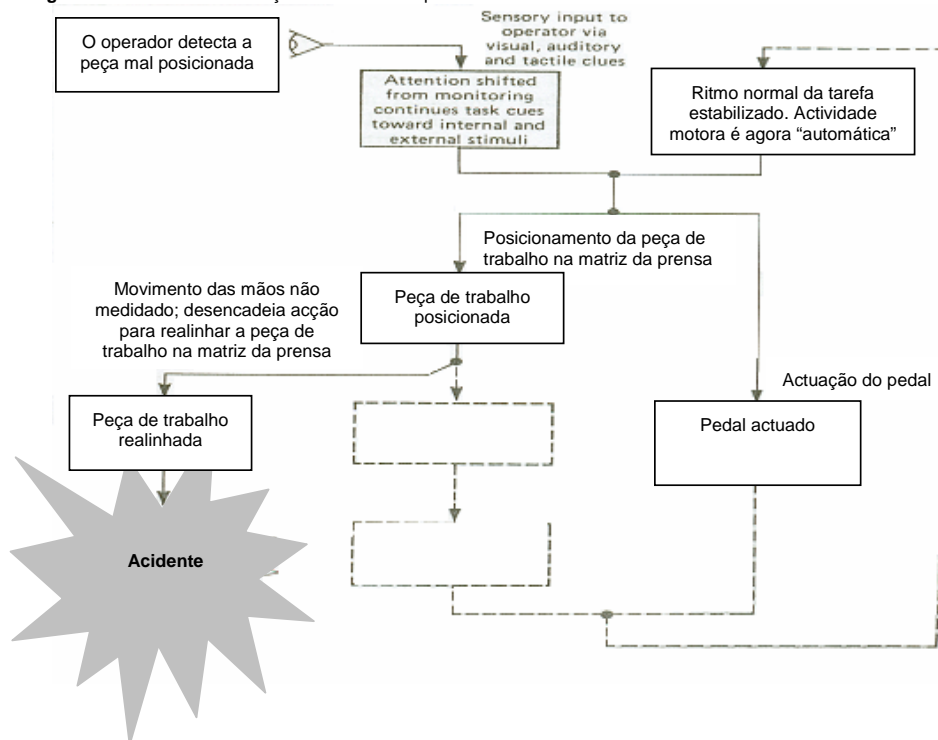 O operador detecta a
peça mal posicionada
Sensory input to
operator via
visual, auditory
and tactile clues
Attention shifted
from monitoring
continues task cues
toward internal and
external stimuli
Ritmo normal da tarefa
estabilizado. Actividade
motora é agora “automática”
Posicionamento da peça de
trabalho na matriz da prensa
Movimento das mãos não
medidado; desencadeia acção
para realinhar a peça de
trabalho na matriz da prensa
Peça de trabalho
posicionada
Actuação do pedal
Peça de trabalho
realinhada
Pedal actuado
Acidente